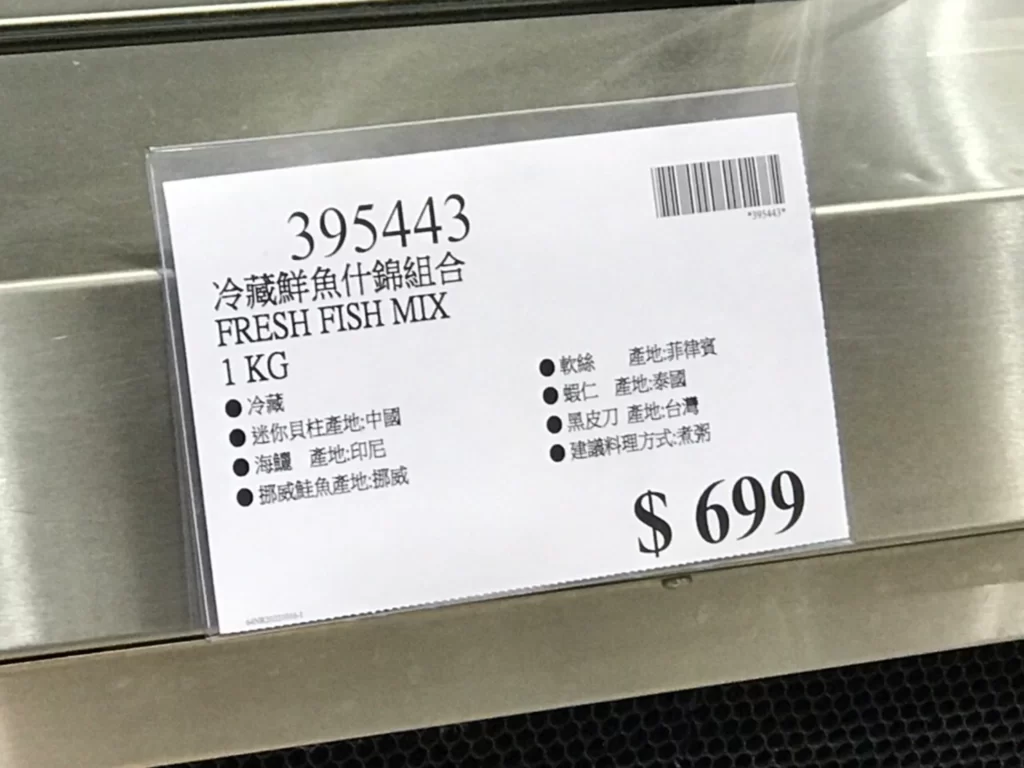 *395443*
395443
冷藏鮮魚什錦組合
FRESH FISH MIX
1 KG
●冷藏
●迷你貝柱產地:中國
●海鱺 產地:印尼
●挪威鮭魚產地:挪威
●軟絲 產地:菲律賓
●蝦仁 產地:泰國
●黑皮刀 產地:台灣
●建議料理方式:煮粥
$ 699